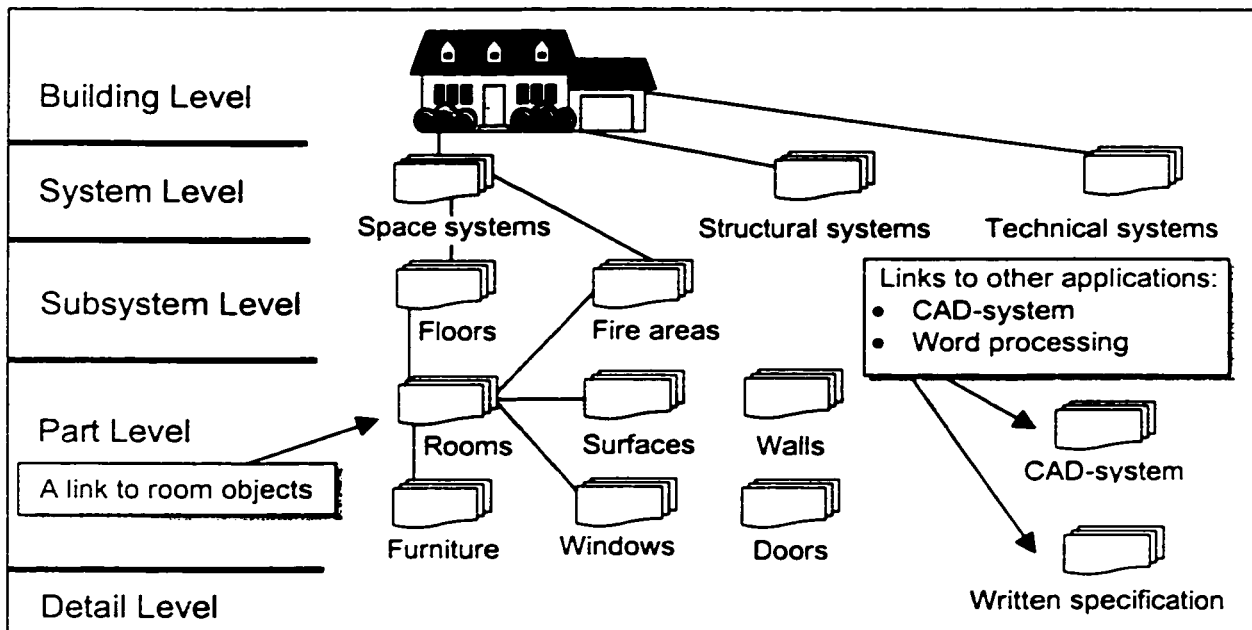 Building Level
System Level
Space systems
Structural systems
Technical systems
Subsystem Level
Floors
Fire areas
Links to other applications:
• CAD-system
• Word processing
Part Level
Rooms
Surfaces
Walls
CAD-system
A link to room objects
Furniture
Windows
Doors
Detail Level
Written specification